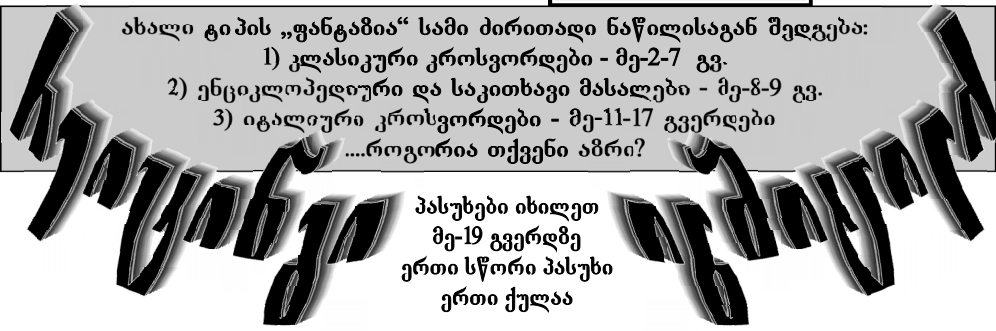 ახალი ტიპის „ფანტაზია“ სამი ძირითადი ნაწილისაგან შედგება:
1) კლასიკური კროსვორდები - მე-2-7 გვ.
2) ენციკლოპედიური და საკითხავი მასალები - მე-8-9 გვ.
3) იტალიური კროსვორდები - მე-11-17 გვერდები
....როგორია თქვენი აზრი?
პასუხები იხილეთ
მე-19 გვერდზე
ერთი სწორი პასუხი
ერთი ქულაა